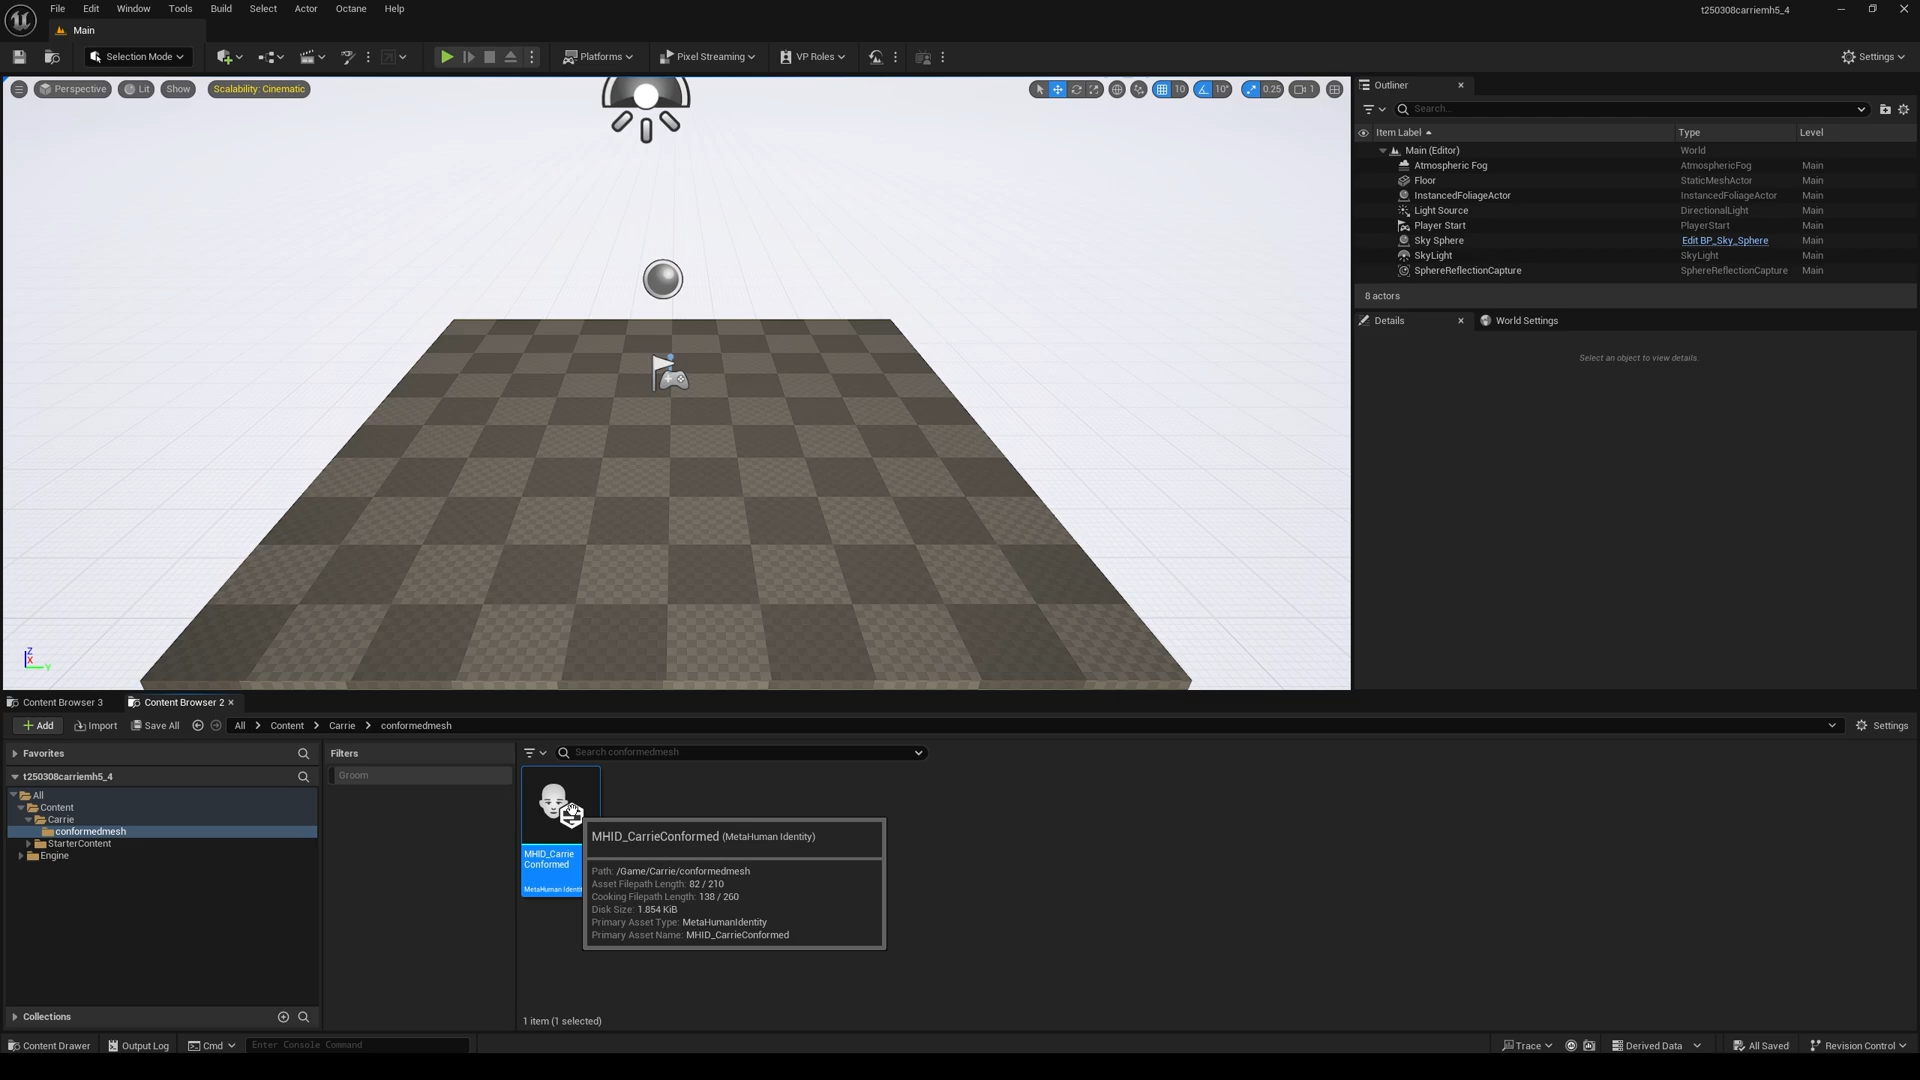 File Edit Window Tools Build Select Actor Octane Help
t250308carriemh5_4
Main
Selection Mode
Platforms
Pixel Streaming
VP Roles
Settings
Perspective
Lit
Show
Scalability: Cinematic
10
10°
0.25
1
Outliner
Search...
Item Label Type Level
Main (Editor) World
Atmospheric Fog AtmosphericFog Main
Floor StaticMeshActor Main
InstancedFoliageActor InstancedFoliageActor Main
Light Source DirectionalLight Main
Player Start PlayerStart Main
Sky Sphere Edit BP_Sky_Sphere Main
SkyLight SkyLight Main
SphereReflectionCapture SphereReflectionCapture Main
8 actors
Details World Settings
Select an object to view details.
Z
X
Y
Content Browser 3 Content Browser 2
Add Import Save All All Content Carrie conformedmesh Settings
Favorites
t250308carriemh5_4
All
Content
Carrie
conformedmesh
StarterContent
Engine
Collections
Filters
Groom
Search conformedmesh
MHID_Carrie
Conformed
MetaHuman Identi
MHID_CarrieConformed (MetaHuman Identity)
Path: /Game/Carrie/conformedmesh
Asset Filepath Length: 82 / 210
Cooking Filepath Length: 138 / 260
Disk Size: 1.854 KiB
Primary Asset Type: MetaHumanIdentity
Primary Asset Name: MHID_CarrieConformed
1 item (1 selected)
Content Drawer Output Log Cmd Enter Console Command Trace Derived Data All Saved Revision Control